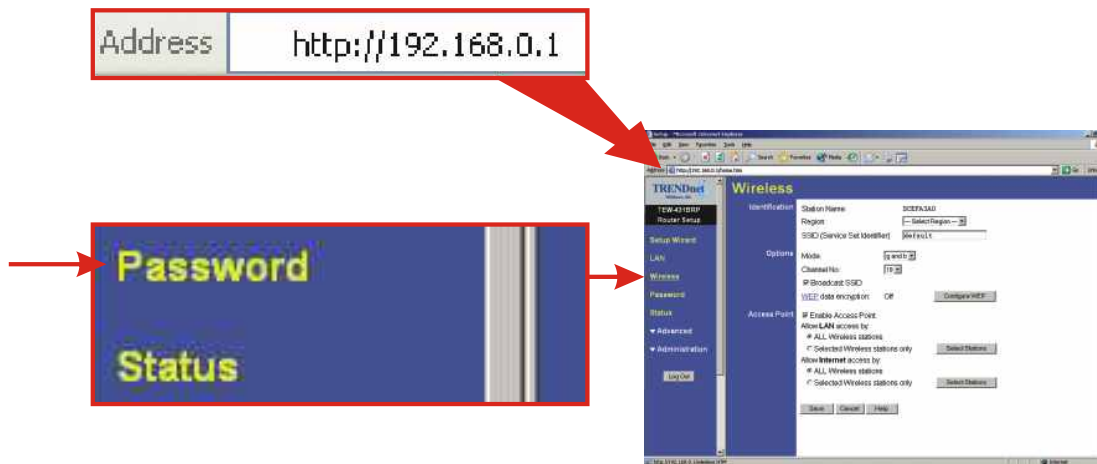 Address http://192.168.0.1
Password
Status
TRENDnet
TEW-431BRP
Router Setup
Setup Wizard
LAN
Wireless
Password
Status
Advanced
Administration
Log Out
Wireless
Identification
Station Name:
Region:
-- Select Region --
SSID (Service Set Identifier)
default
Options
Mode:
g and b
Channel No:
10
Broadcast SSID
WEP data encryption: Off
Configure WEP
Access Point
Enable Access Point
Allow LAN access by:
ALL Wireless stations
Selected Wireless stations only
Select Stations
Allow Internet access by:
ALL Wireless stations
Selected Wireless stations only
Select Stations
Save Cancel Help